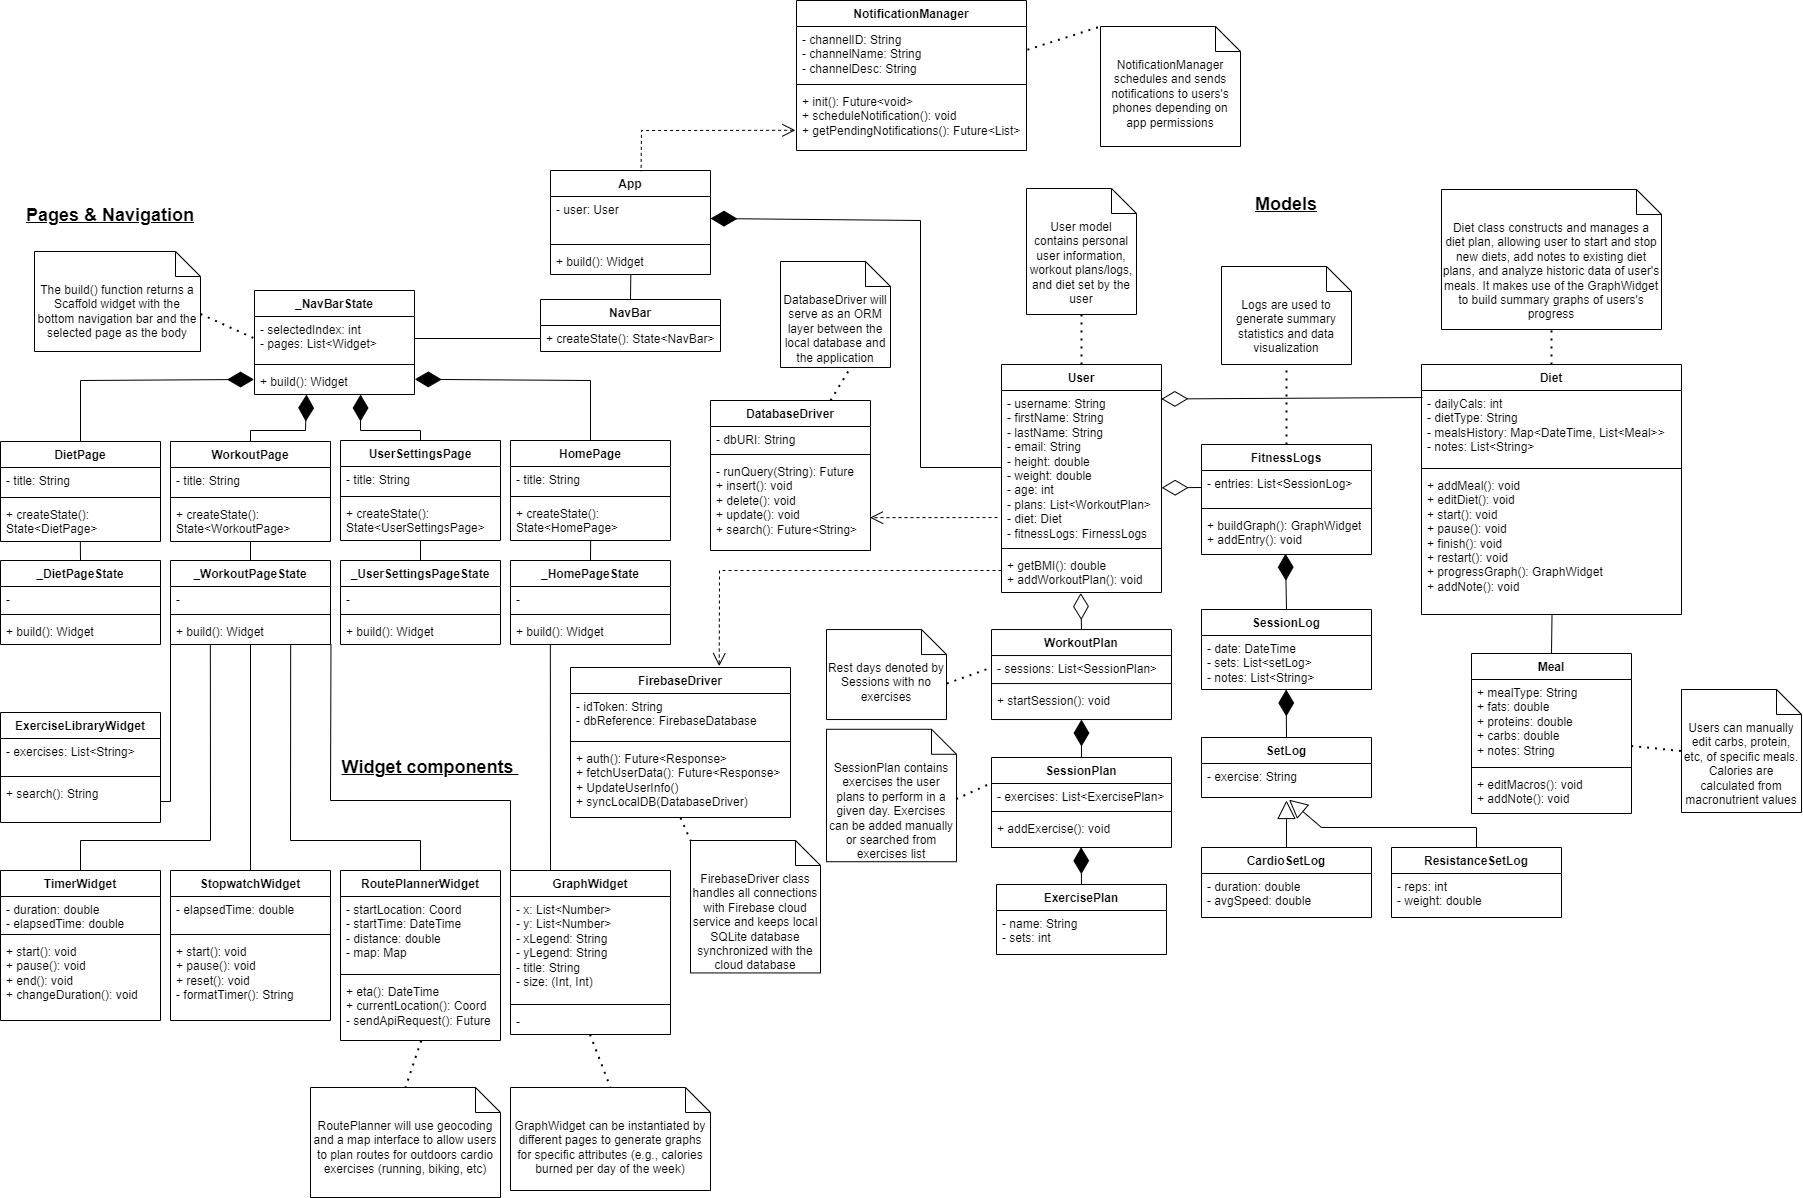 NotificationManager
- channelID: String
- channelName: String
- channelDesc: String
+ init(): Future<void>
+ scheduleNotification(): void
+ getPendingNotifications(): Future<List>
NotificationManager
schedules and sends
notifications to users's
phones depending on
app permissions
App
- user: User
+ build(): Widget
Pages & Navigation
The build() function returns a
Scaffold widget with the
bottom navigation bar and the
selected page as the body
_NavBarState
- selectedIndex: int
- pages: List<Widget>
+ build(): Widget
NavBar
+ createState(): State<NavBar>
DatabaseDriver will
serve as an ORM
layer between the
local database and
the application
User model
contains personal
user information,
workout plans/logs,
and diet set by the
user
Models
Logs are used to
generate summary
statistics and data
visualization
Diet class constructs and manages a
diet plan, allowing user to start and stop
new diets, add notes to existing diet
plans, and analyze historic data of user's
meals. It makes use of the GraphWidget
to build summary graphs of users's
progress
DietPage
- title: String
+ createState():
State<DietPage>
WorkoutPage
- title: String
+ createState():
State<WorkoutPage>
UserSettingsPage
- title: String
+ createState():
State<UserSettingsPage>
HomePage
- title: String
+ createState():
State<HomePage>
DatabaseDriver
- dbURI: String
- runQuery(String): Future
+ insert(): void
+ delete(): void
+ update(): void
+ search(): Future<String>
User
- username: String
- firstName: String
- lastName: String
- email: String
- height: double
- weight: double
- age: int
- plans: List<WorkoutPlan>
- diet: Diet
- fitnessLogs: FirnessLogs
+ getBMI(): double
+ addWorkoutPlan(): void
FitnessLogs
- entries: List<SessionLog>
+ buildGraph(): GraphWidget
+ addEntry(): void
Diet
- dailyCals: int
- dietType: String
- mealsHistory: Map<DateTime, List<Meal>>
- notes: List<String>
+ addMeal(): void
+ editDiet(): void
+ start(): void
+ pause(): void
+ finish(): void
+ restart(): void
+ progressGraph(): GraphWidget
+ addNote(): void
_DietPageState
-
+ build(): Widget
_WorkoutPageState
-
+ build(): Widget
_UserSettingsPageState
-
+ build(): Widget
_HomePageState
-
+ build(): Widget
ExerciseLibraryWidget
- exercises: List<String>
+ search(): String
Widget components
FirebaseDriver
- idToken: String
- dbReference: FirebaseDatabase
+ auth(): Future<Response>
+ fetchUserData(): Future<Response>
+ UpdateUserInfo()
+ syncLocalDB(DatabaseDriver)
Rest days denoted by
Sessions with no
exercises
WorkoutPlan
- sessions: List<SessionPlan>
+ startSession(): void
SessionPlan contains
exercises the user
plans to perform in a
given day. Exercises
can be added manually
or searched from
exercises list
SessionPlan
- exercises: List<ExercisePlan>
+ addExercise(): void
ExercisePlan
- name: String
- sets: int
SessionLog
- date: DateTime
- sets: List<setLog>
- notes: List<String>
SetLog
- exercise: String
CardioSetLog
- duration: double
- avgSpeed: double
ResistanceSetLog
- reps: int
- weight: double
Meal
+ mealType: String
+ fats: double
+ proteins: double
+ carbs: double
+ notes: String
+ editMacros(): void
+ addNote(): void
Users can manually
edit carbs, protein,
etc, of specific meals.
Calories are
calculated from
macronutrient values
TimerWidget
- duration: double
- elapsedTime: double
+ start(): void
+ pause(): void
+ end(): void
+ changeDuration(): void
StopwatchWidget
- elapsedTime: double
+ start(): void
+ pause(): void
+ reset(): void
- formatTimer(): String
RoutePlannerWidget
- startLocation: Coord
- startTime: DateTime
- distance: double
- map: Map
+ eta(): DateTime
+ currentLocation(): Coord
- sendApiRequest(): Future
GraphWidget
- x: List<Number>
- y: List<Number>
- xLegend: String
- yLegend: String
- title: String
- size: (Int, Int)
-
FirebaseDriver class
handles all connections
with Firebase cloud
service and keeps local
SQLite database
synchronized with the
cloud database
RoutePlanner will use geocoding
and a map interface to allow users
to plan routes for outdoors cardio
exercises (running, biking, etc)
GraphWidget can be instantiated by
different pages to generate graphs
for specific attributes (e.g., calories
burned per day of the week)